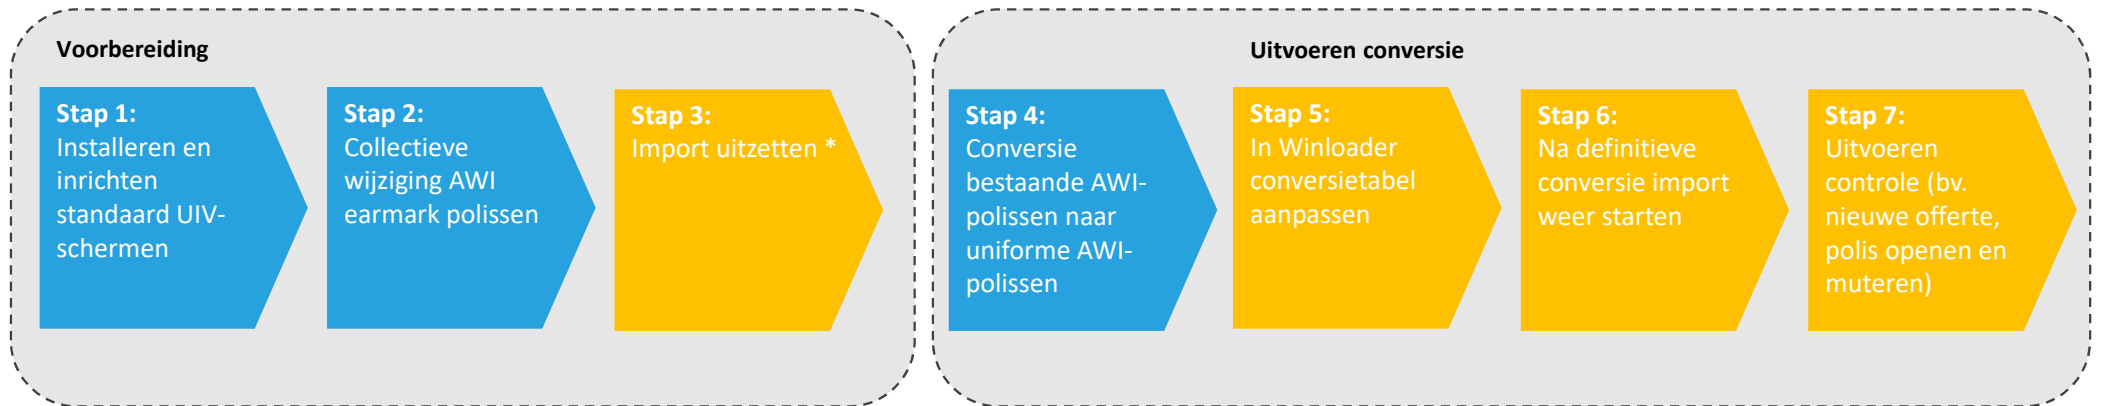 Voorbereiding
Stap 1:
Installeren en
inrichten
standaard UIV-
schermen
Stap 2:
Collectieve
wijziging AWI
earmark polissen
Stap 3:
Import uitzetten *
Uitvoeren conversie
Stap 4:
Conversie
bestaande AWI-
polissen naar
uniforme AWI-
polissen
Stap 5:
In Winloader
conversietabel
aanpassen
Stap 6:
Na definitieve
conversie import
weer starten
Stap 7:
Uitvoeren
controle (bv.
nieuwe offerte,
polis openen en
muteren)